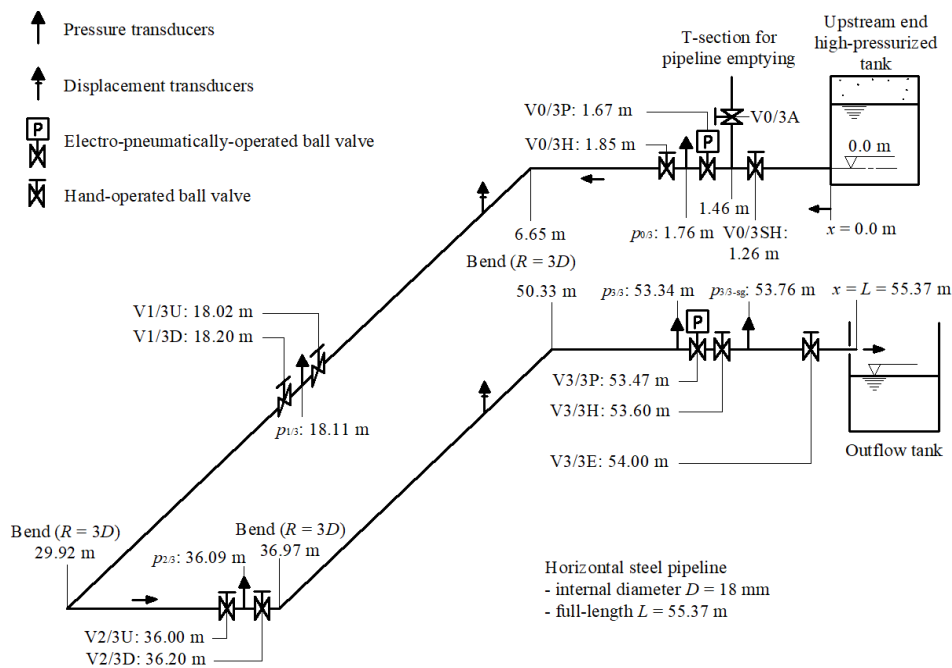 Pressure transducers
Displacement transducers
P
Electro-pneumatically-operated ball valve
Hand-operated ball valve
T-section for
pipeline emptying
Upstream end
high-pressurized
tank
V0/3P: 1.67 m
P
V0/3A
V0/3H: 1.85 m
0.0 m
6.65 m
Bend (R = 3D)
p0/3: 1.76 m
1.46 m
V0/3SH:
1.26 m
x = 0.0 m
50.33 m
p3/3: 53.34 m
p3/3-sg: 53.76 m
x = L = 55.37 m
V1/3U: 18.02 m
V1/3D: 18.20 m
P
p1/3: 18.11 m
V3/3P: 53.47 m
V3/3H: 53.60 m
V3/3E: 54.00 m
Outflow tank
Bend (R = 3D)
29.92 m
Bend (R = 3D)
36.97 m
p2/3: 36.09 m
V2/3U: 36.00 m
V2/3D: 36.20 m
Horizontal steel pipeline
- internal diameter D = 18 mm
- full-length L = 55.37 m